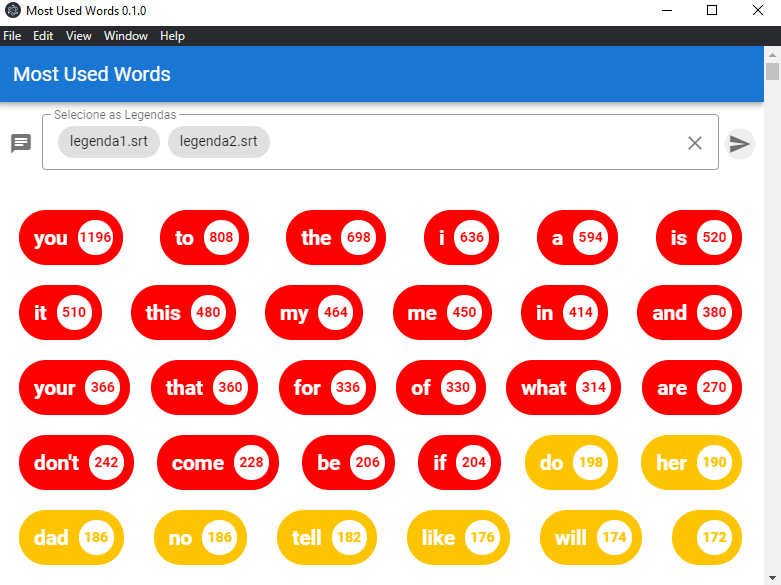 Most Used Words 0.1.0
File Edit View Window Help
Most Used Words
Selecione as Legendas
legenda1.srt legenda2.srt
you 1196 to 808 the 698 i 636 a 594 is 520
it 510 this 480 my 464 me 450 in 414 and 380
your 366 that 360 for 336 of 330 what 314 are 270
don't 242 come 228 be 206 if 204 do 198 her 190
dad 186 no 186 tell 182 like 176 will 174 172